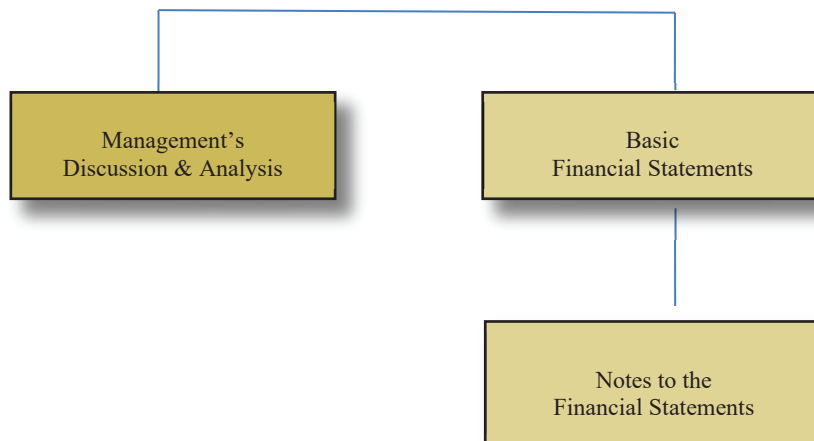 Management’s
Discussion & Analysis
Basic
Financial Statements
Notes to the
Financial Statements